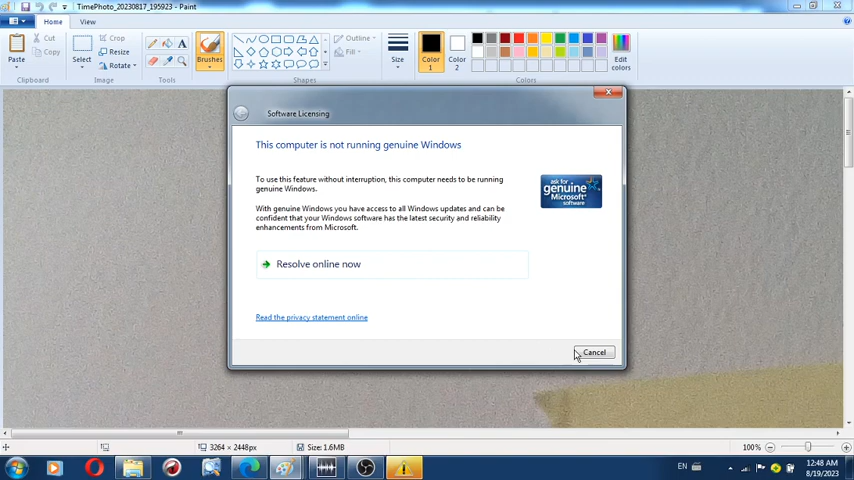 TimePhoto_20230817_195923 - Paint
Home View
Paste
Cut
Copy
Clipboard
Select
Crop
Resize
Rotate
Image
Tools
Brushes
Outline
Fill
Shapes
Size
Color 1
Color 2
Edit colors
Colors
Software Licensing
This computer is not running genuine Windows
To use this feature without interruption, this computer needs to be running
genuine Windows.
With genuine Windows you have access to all Windows updates and can be
confident that your Windows software has the latest security and reliability
enhancements from Microsoft.
ask for
genuine
Microsoft
software
Resolve online now
Read the privacy statement online
Cancel
3264 × 2448px
Size: 1.6MB
100%
EN
12:48 AM
8/19/2023